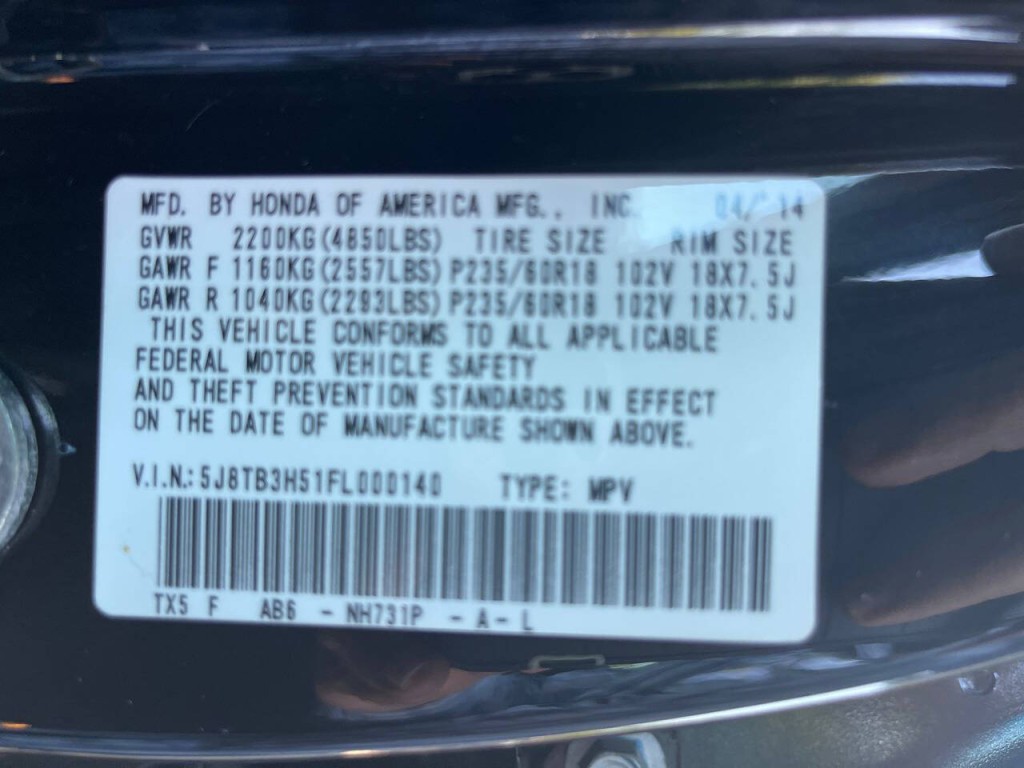 MFD. BY HONDA OF AMERICA MFG., INC. 04/ 14
GVWR 2200KG(4850LBS) TIRE SIZE RIM SIZE
GAWR F 1160KG(2557LBS) P235/60R18 102V 18X7.5J
GAWR R 1040KG(2293LBS) P235/60R18 102V 18X7.5J
THIS VEHICLE CONFORMS TO ALL APPLICABLE
FEDERAL MOTOR VEHICLE SAFETY
AND THEFT PREVENTION STANDARDS IN EFFECT
ON THE DATE OF MANUFACTURE SHOWN ABOVE.
V.I.N.: 5J8TB3H51FL000140 TYPE: MPV
TX5 F AB6 - NH731P - A - L